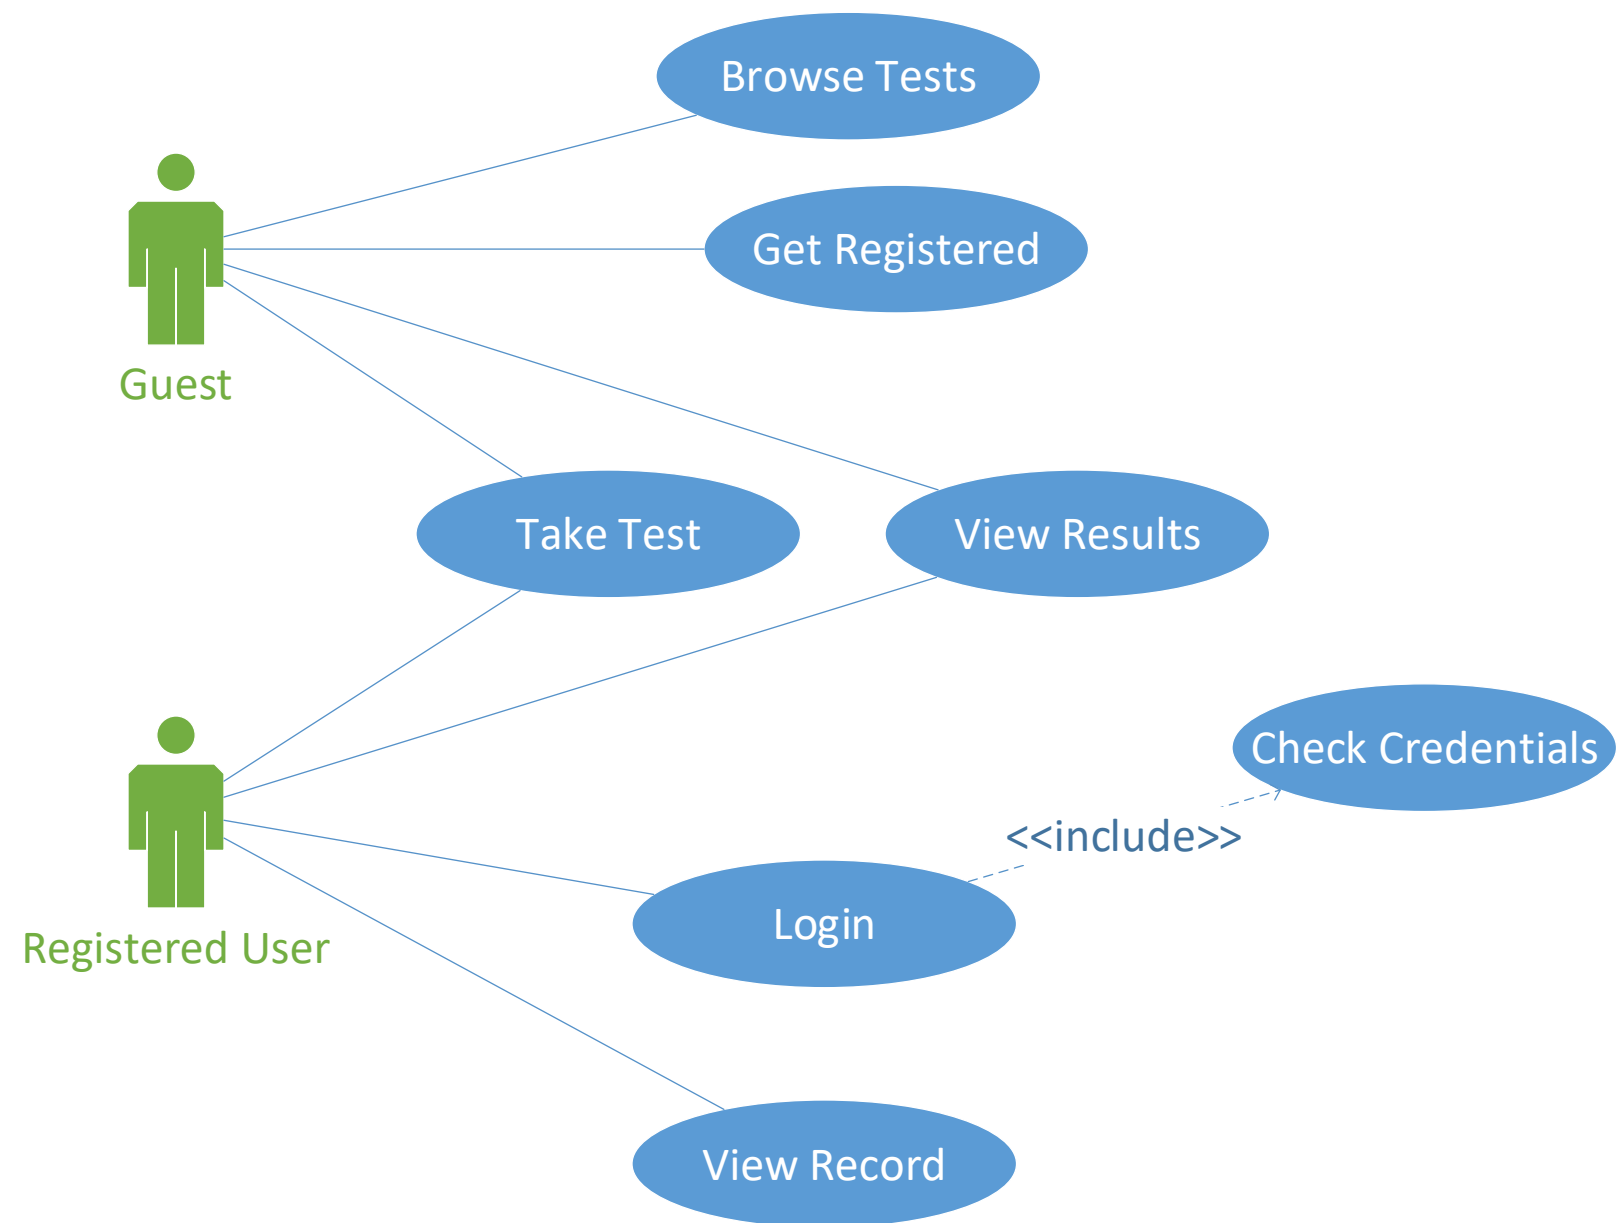 Browse Tests
Get Registered
Guest
Take Test
View Results
Check Credentials
<<include>>
Login
Registered User
View Record